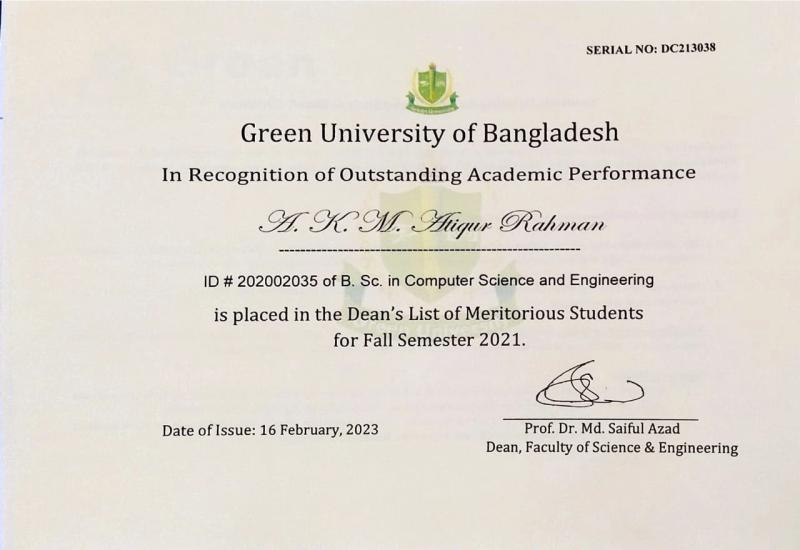 SERIAL NO: DC213038
Green University of Bangladesh
In Recognition of Outstanding Academic Performance
A. K. M. Atiqur Rahman
ID # 202002035 of B. Sc. in Computer Science and Engineering
is placed in the Dean's List of Meritorious Students
for Fall Semester 2021.
Date of Issue: 16 February, 2023
Prof. Dr. Md. Saiful Azad
Dean, Faculty of Science & Engineering
Green University